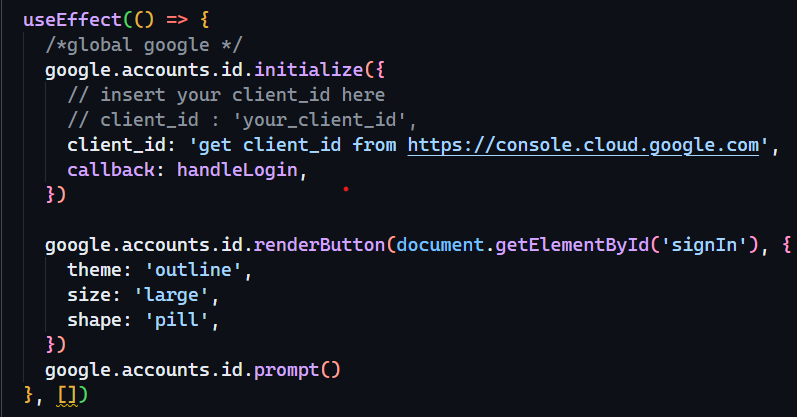 useEffect(() => {
/*global google */
google.accounts.id.initialize({
// insert your client_id here
// client_id : 'your_client_id',
client_id: 'get client_id from https://console.cloud.google.com',
callback: handleLogin,
})
google.accounts.id.renderButton(document.getElementById('signIn'), {
theme: 'outline',
size: 'large',
shape: 'pill',
})
google.accounts.id.prompt()
}, [])